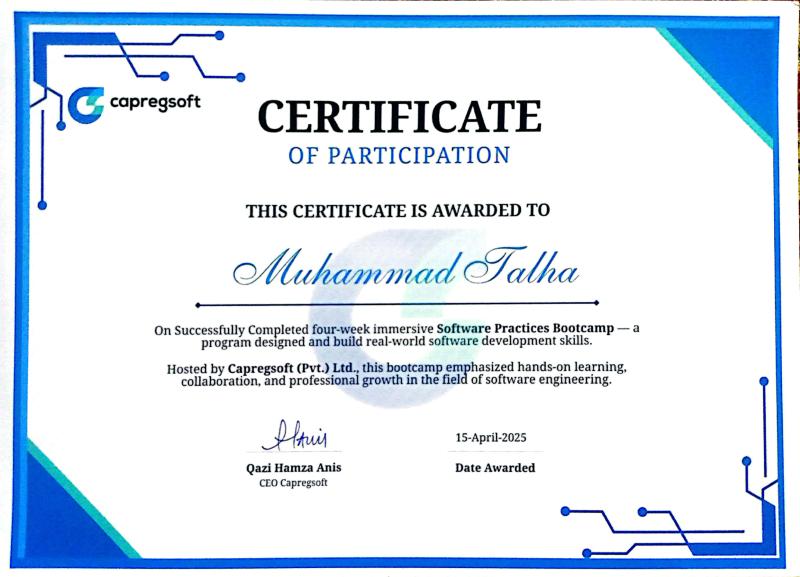 capregsoft
CERTIFICATE
OF PARTICIPATION
THIS CERTIFICATE IS AWARDED TO
Muhammad Talha
On Successfully Completed four-week immersive Software Practices Bootcamp — a
program designed and build real-world software development skills.
Hosted by Capregsoft (Pvt.) Ltd., this bootcamp emphasized hands-on learning,
collaboration, and professional growth in the field of software engineering.
15-April-2025
Qazi Hamza Anis
Date Awarded
CEO Capregsoft